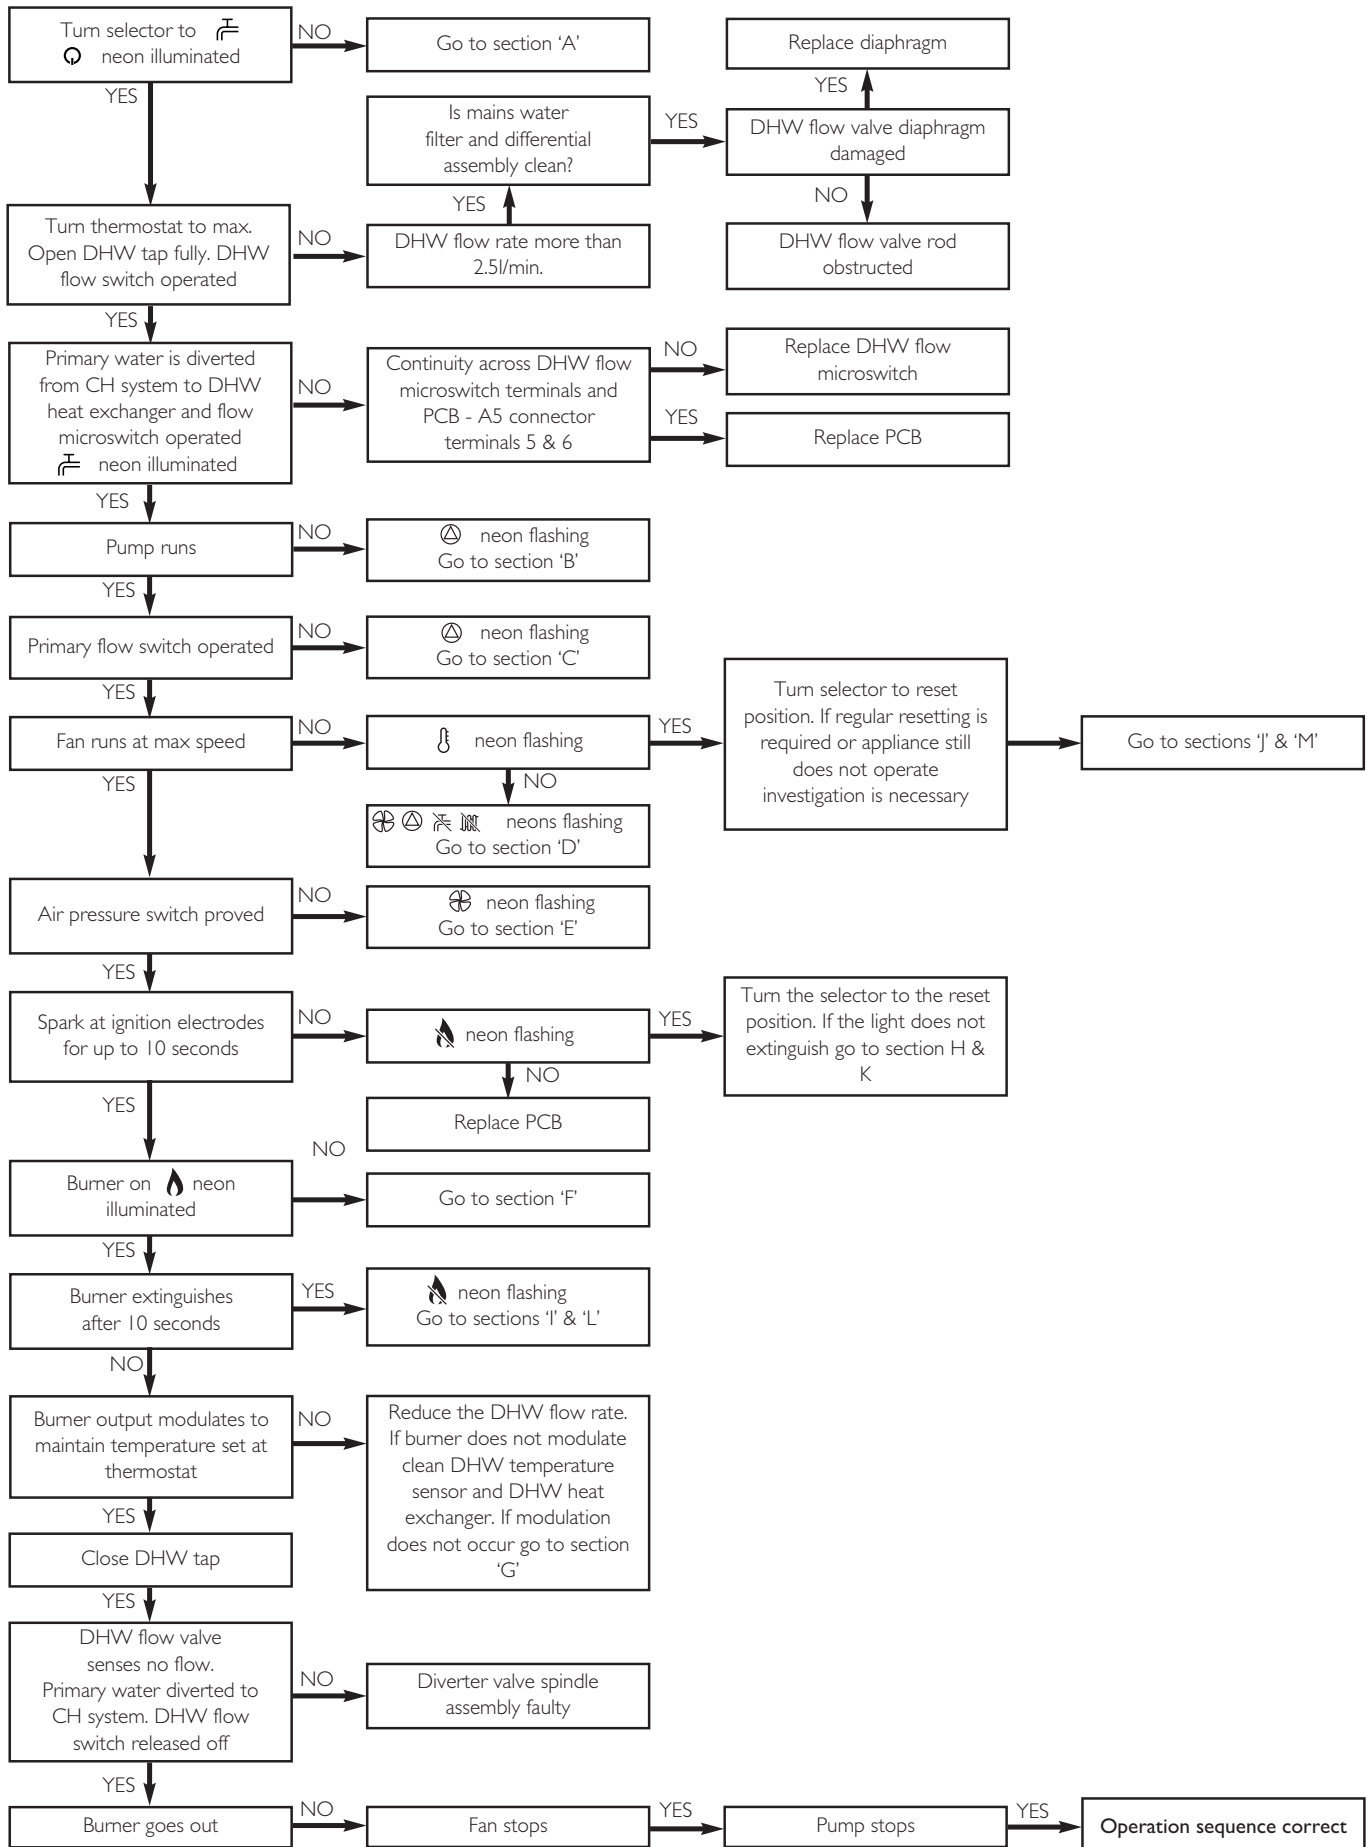 Turn selector to
neon illuminated
NO
Go to section ‘A’
YES
Replace diaphragm
YES
Is mains water
filter and differential
assembly clean?
YES
DHW flow valve diaphragm
damaged
YES
NO
Turn thermostat to max.
Open DHW tap fully. DHW
flow switch operated
NO
DHW flow rate more than
2.5l/min.
DHW flow valve rod
obstructed
YES
Primary water is diverted
from CH system to DHW
heat exchanger and flow
microswitch operated
neon illuminated
NO
Continuity across DHW flow
microswitch terminals and
PCB - A5 connector
terminals 5 & 6
NO
Replace DHW flow
microswitch
YES
Replace PCB
YES
Pump runs
NO
neon flashing
Go to section ‘B’
YES
Primary flow switch operated
NO
neon flashing
Go to section ‘C’
YES
Fan runs at max speed
NO
neon flashing
YES
Turn selector to reset
position. If regular resetting is
required or appliance still
does not operate
investigation is necessary
Go to sections ‘J’ & ‘M’
YES
NO
neons flashing
Go to section ‘D’
Air pressure switch proved
NO
neon flashing
Go to section ‘E’
YES
Spark at ignition electrodes
for up to 10 seconds
NO
neon flashing
YES
Turn the selector to the reset
position. If the light does not
extinguish go to section H &
K
NO
YES
Replace PCB
NO
Burner on
neon
illuminated
Go to section ‘F’
YES
Burner extinguishes
after 10 seconds
YES
neon flashing
Go to sections ‘I’ & ‘L’
NO
Burner output modulates to
maintain temperature set at
thermostat
NO
Reduce the DHW flow rate.
If burner does not modulate
clean DHW temperature
sensor and DHW heat
exchanger. If modulation
does not occur go to section
‘G’
YES
Close DHW tap
YES
DHW flow valve
senses no flow.
Primary water diverted to
CH system. DHW flow
switch released off
NO
Diverter valve spindle
assembly faulty
YES
Burner goes out
NO
Fan stops
YES
Pump stops
YES
Operation sequence correct